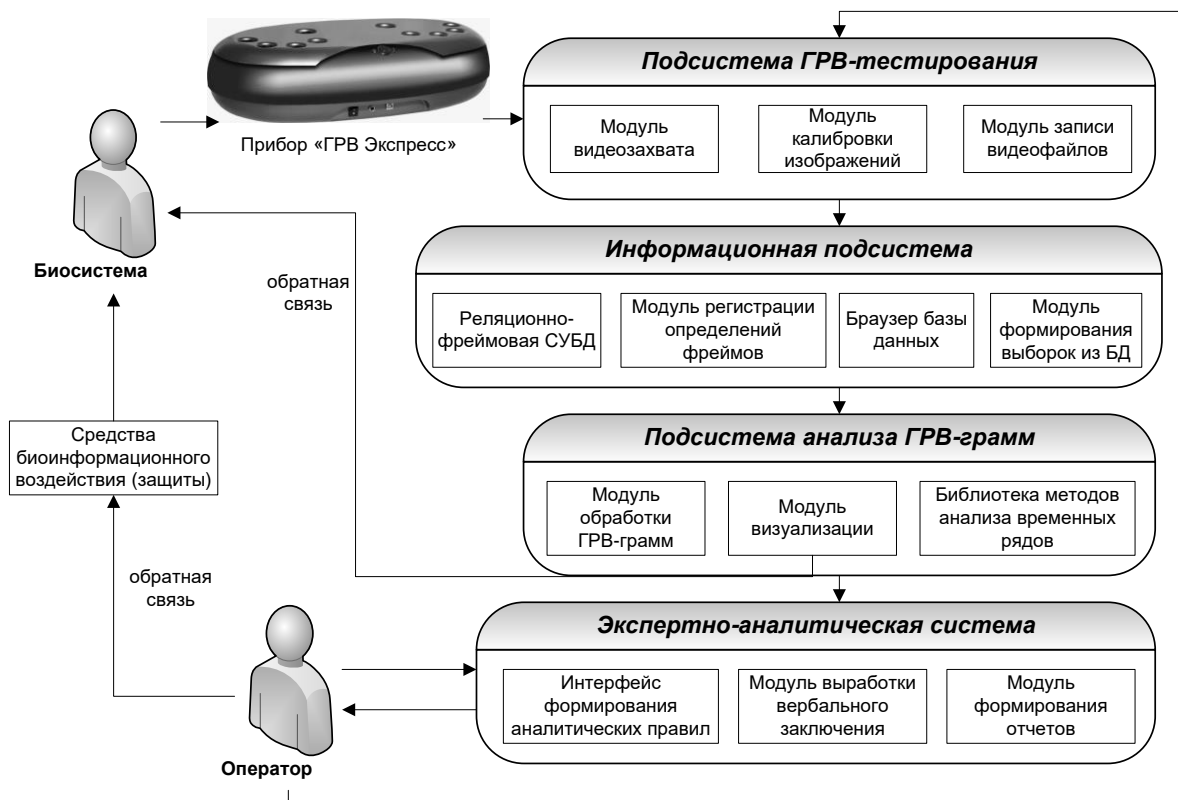 Подсистема ГРВ-тестирования
Модуль
видеозахвата
Модуль
калибровки
изображений
Модуль записи
видеофайлов
Прибор «ГРВ Экспресс»
Биосистема
обратная
связь
Информационная подсистема
Реляционно-
фреймовая СУБД
Модуль регистрации
определений
фреймов
Браузер базы
данных
Модуль
формирования
выборок из БД
Средства
биоинформационного
воздействия (защиты)
Подсистема анализа ГРВ-грамм
Модуль
обработки
ГРВ-грамм
Модуль
визуализации
Библиотека методов
анализа временных
рядов
обратная
связь
Экспертно-аналитическая система
Интерфейс
формирования
аналитических правил
Модуль выработки
вербального
заключения
Модуль
формирования
отчетов
Оператор